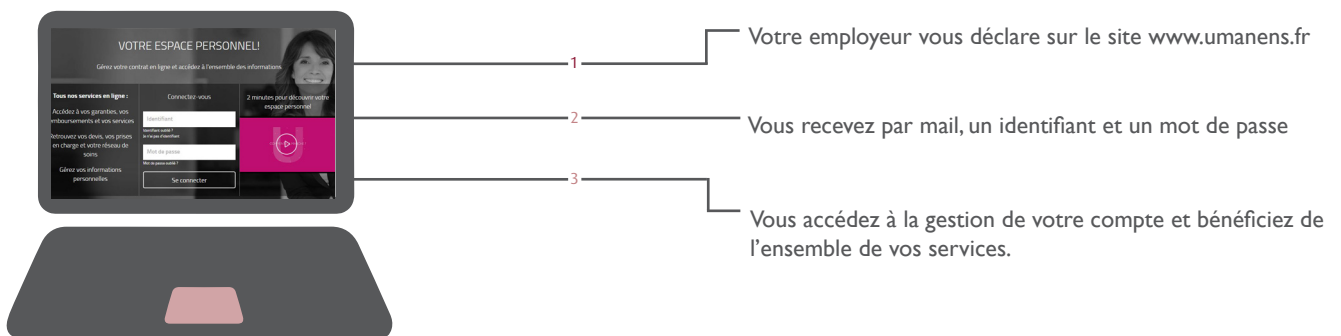 VOTRE ESPACE PERSONNEL!
Gérez votre contrat en ligne et accédez à l'ensemble des informations.
Tous nos services en ligne :
Accédez à vos garanties, vos
mboursements et vos services
Retrouvez vos devis, vos prises
en charge et votre réseau de
soins
Gérez vos informations
personnelles
Connectez-vous
Identifiant
Identifiant oublié ?
Je n'ai pas d'identifiant
Mot de passe
Mot de passe oublié ?
Se connecter
2 minutes pour découvrir votre
espace personnel
U
1
Votre employeur vous déclare sur le site www.umanens.fr
2
Vous recevez par mail, un identifiant et un mot de passe
3
Vous accédez à la gestion de votre compte et bénéficiez de
l'ensemble de vos services.